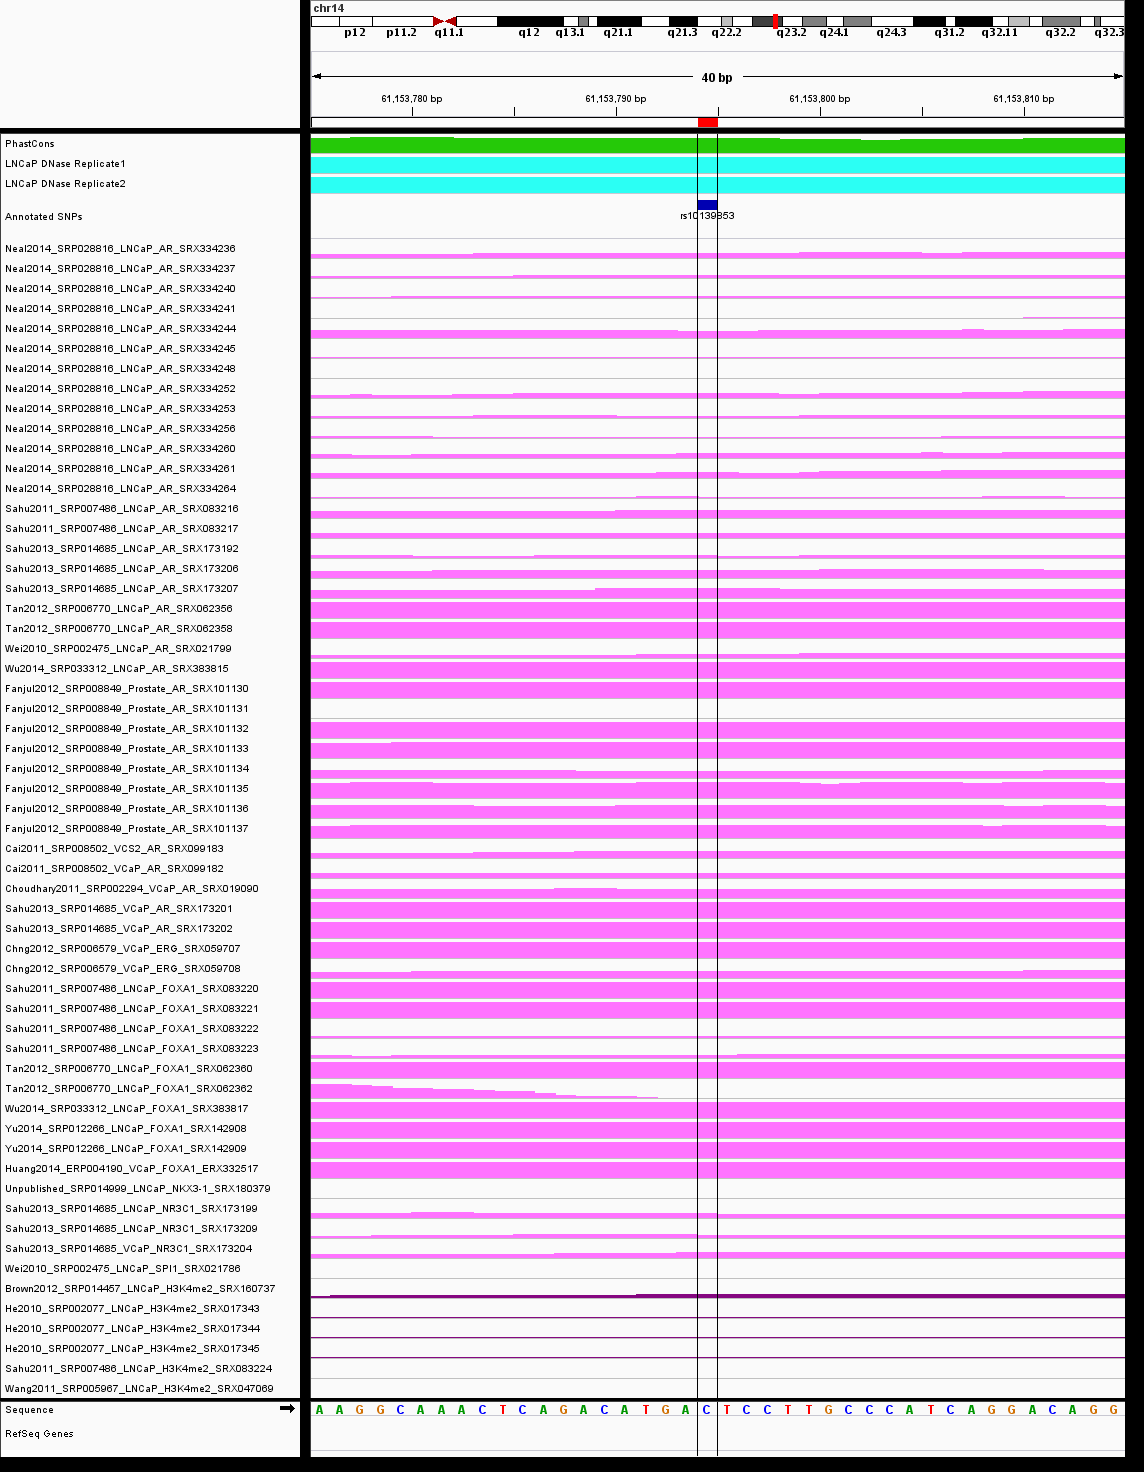 chr14
p12 p11.2 q11.1 q12 q13.1 q21.1 q21.3 q22.2 q23.2 q24.1 q24.3 q31.2 q32.11 q32.2 q32.3
40 bp
61,153,780 bp 61,153,790 bp 61,153,800 bp 61,153,810 bp
PhastCons
LNCaP DNase Replicate1
LNCaP DNase Replicate2
Annotated SNPs rs10139853
Neal2014_SRP028816_LNCaP_AR_SRX334236
Neal2014_SRP028816_LNCaP_AR_SRX334237
Neal2014_SRP028816_LNCaP_AR_SRX334240
Neal2014_SRP028816_LNCaP_AR_SRX334241
Neal2014_SRP028816_LNCaP_AR_SRX334244
Neal2014_SRP028816_LNCaP_AR_SRX334245
Neal2014_SRP028816_LNCaP_AR_SRX334248
Neal2014_SRP028816_LNCaP_AR_SRX334252
Neal2014_SRP028816_LNCaP_AR_SRX334253
Neal2014_SRP028816_LNCaP_AR_SRX334256
Neal2014_SRP028816_LNCaP_AR_SRX334260
Neal2014_SRP028816_LNCaP_AR_SRX334261
Neal2014_SRP028816_LNCaP_AR_SRX334264
Sahu2011_SRP007486_LNCaP_AR_SRX083216
Sahu2011_SRP007486_LNCaP_AR_SRX083217
Sahu2013_SRP014685_LNCaP_AR_SRX173192
Sahu2013_SRP014685_LNCaP_AR_SRX173206
Sahu2013_SRP014685_LNCaP_AR_SRX173207
Tan2012_SRP006770_LNCaP_AR_SRX062356
Tan2012_SRP006770_LNCaP_AR_SRX062358
Wei2010_SRP002475_LNCaP_AR_SRX021799
Wu2014_SRP033312_LNCaP_AR_SRX383815
Fanjul2012_SRP008849_Prostate_AR_SRX101130
Fanjul2012_SRP008849_Prostate_AR_SRX101131
Fanjul2012_SRP008849_Prostate_AR_SRX101132
Fanjul2012_SRP008849_Prostate_AR_SRX101133
Fanjul2012_SRP008849_Prostate_AR_SRX101134
Fanjul2012_SRP008849_Prostate_AR_SRX101135
Fanjul2012_SRP008849_Prostate_AR_SRX101136
Fanjul2012_SRP008849_Prostate_AR_SRX101137
Cai2011_SRP008502_VCS2_AR_SRX099183
Cai2011_SRP008502_VCaP_AR_SRX099182
Choudhary2011_SRP002294_VCaP_AR_SRX019090
Sahu2013_SRP014685_VCaP_AR_SRX173201
Sahu2013_SRP014685_VCaP_AR_SRX173202
Chng2012_SRP006579_VCaP_ERG_SRX059707
Chng2012_SRP006579_VCaP_ERG_SRX059708
Sahu2011_SRP007486_LNCaP_FOXA1_SRX083220
Sahu2011_SRP007486_LNCaP_FOXA1_SRX083221
Sahu2011_SRP007486_LNCaP_FOXA1_SRX083222
Sahu2011_SRP007486_LNCaP_FOXA1_SRX083223
Tan2012_SRP006770_LNCaP_FOXA1_SRX062360
Tan2012_SRP006770_LNCaP_FOXA1_SRX062362
Wu2014_SRP033312_LNCaP_FOXA1_SRX383817
Yu2014_SRP012266_LNCaP_FOXA1_SRX142908
Yu2014_SRP012266_LNCaP_FOXA1_SRX142909
Huang2014_ERP004190_VCaP_FOXA1_ERX332517
Unpublished_SRP014999_LNCaP_NKX3-1_SRX180379
Sahu2013_SRP014685_LNCaP_NR3C1_SRX173199
Sahu2013_SRP014685_LNCaP_NR3C1_SRX173209
Sahu2013_SRP014685_VCaP_NR3C1_SRX173204
Wei2010_SRP002475_LNCaP_SPI1_SRX021786
Brown2012_SRP014457_LNCaP_H3K4me2_SRX160737
He2010_SRP002077_LNCaP_H3K4me2_SRX017343
He2010_SRP002077_LNCaP_H3K4me2_SRX017344
He2010_SRP002077_LNCaP_H3K4me2_SRX017345
Sahu2011_SRP007486_LNCaP_H3K4me2_SRX083224
Wang2011_SRP005967_LNCaP_H3K4me2_SRX047069
Sequence A A G G C A A A C T C A G A C A T G A C T C C T T G C C C A T C A G G A C A G G
RefSeq Genes